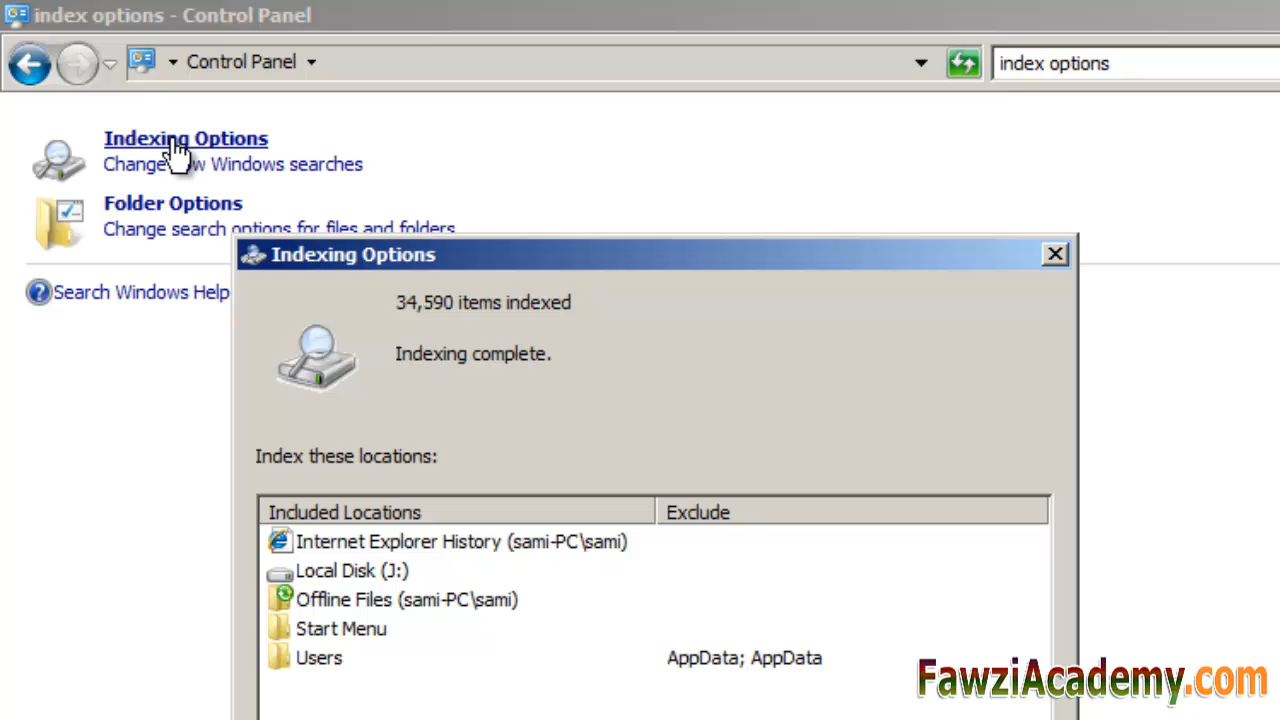 index options - Control Panel
Control Panel
index options
Indexing Options
Change Windows searches
Folder Options
Change search options for files and folders
Search Windows Help
Indexing Options
34,590 items indexed
Indexing complete.
Index these locations:
Included Locations Exclude
Internet Explorer History (sami-PC\sami)
Local Disk (J:)
Offline Files (sami-PC\sami)
Start Menu
Users AppData; AppData
FawziAcademy.com